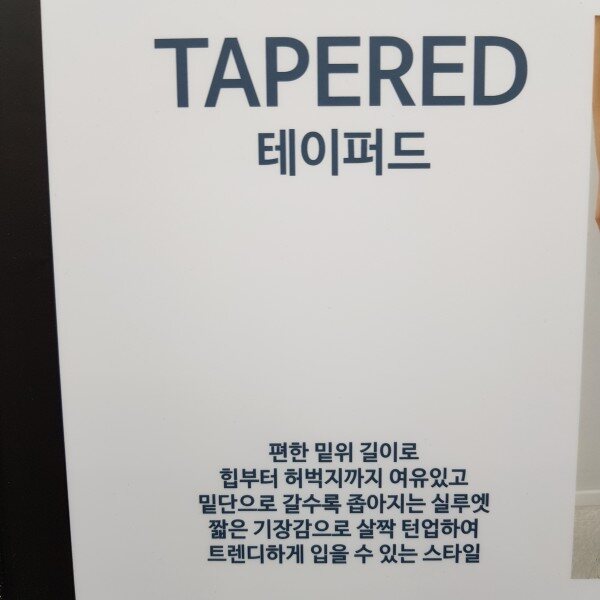 TAPERED
테이퍼드
편한 밑위 길이로
힙부터 허벅지까지 여유있고
밑단으로 갈수록 좁아지는 실루엣
짧은 기장감으로 살짝 턴업하여
트렌디하게 입을 수 있는 스타일